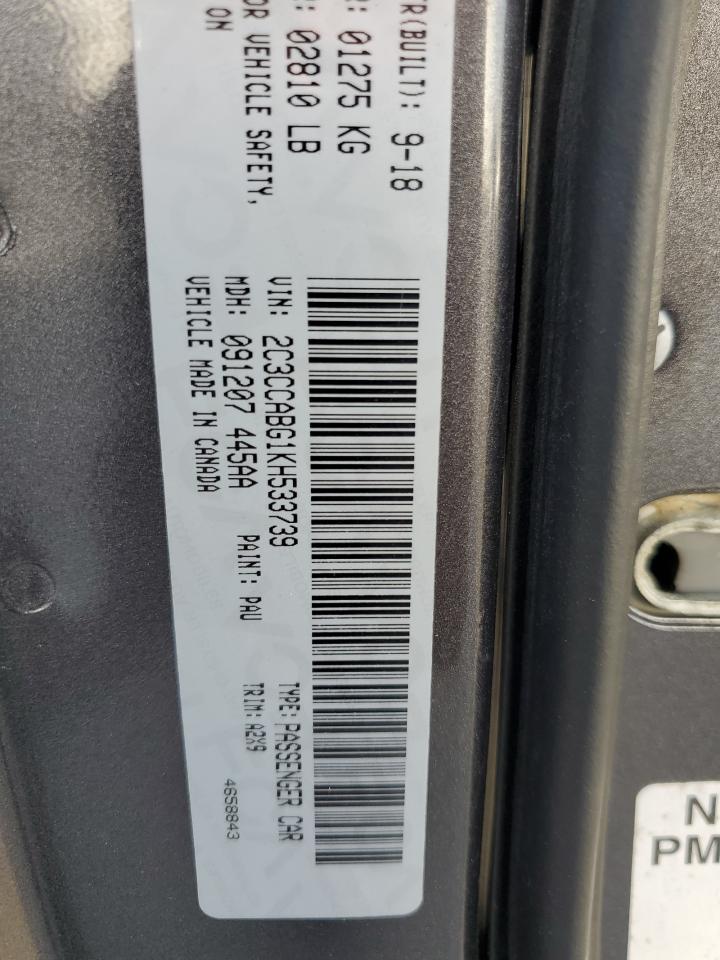 TR(BUILT): 9-18
: 01275 KG
: 02810 LB
OR VEHICLE SAFETY,
ON
VIN: 2C3CCABG1KH533739
MDH: 091207 445AA
VEHICLE MADE IN CANADA
PAINT: PAU
TYPE: PASSENGER CAR
TRIM: A2X9
4658843
N
PM